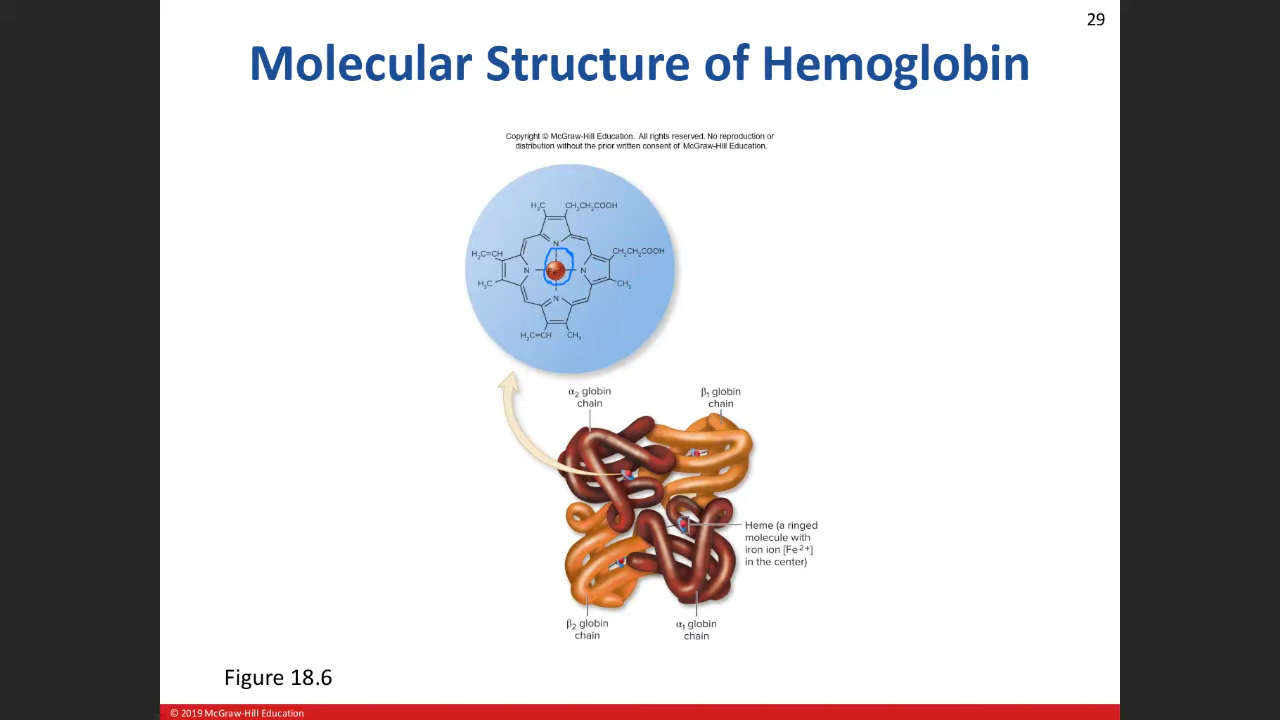 29
Molecular Structure of Hemoglobin
Copyright © McGraw-Hill Education. All rights reserved. No reproduction or
distribution without the prior written consent of McGraw-Hill Education.
H₃C
CH₂CH₂COOH
H₂C=CH
CH₂CH₂COOH
N
N
Fe
N
N
H₃C
CH₃
H₂C=CH
CH₃
α₂ globin
chain
β₁ globin
chain
Heme (a ringed
molecule with
iron ion [Fe²⁺]
in the center)
β₂ globin
chain
α₁ globin
chain
Figure 18.6
© 2019 McGraw-Hill Education